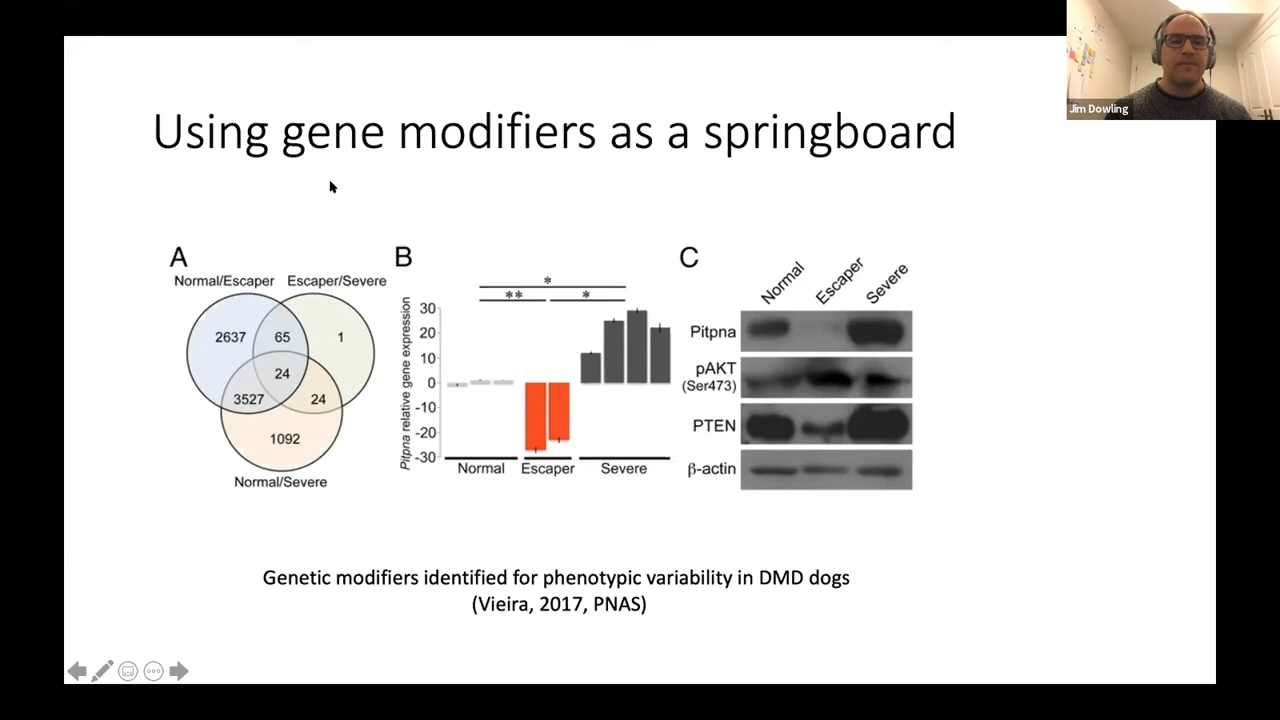 Jim Dowling
Using gene modifiers as a springboard
A
Normal/Escaper
Escaper/Severe
2637
65
1
24
3527
24
1092
Normal/Severe
B
Pitpna relative gene expression
30
20
10
0
-10
-20
-30
*
**
*
Normal
Escaper
Severe
C
Normal
Escaper
Severe
Pitpna
pAKT
(Ser473)
PTEN
β-actin
Genetic modifiers identified for phenotypic variability in DMD dogs
(Vieira, 2017, PNAS)